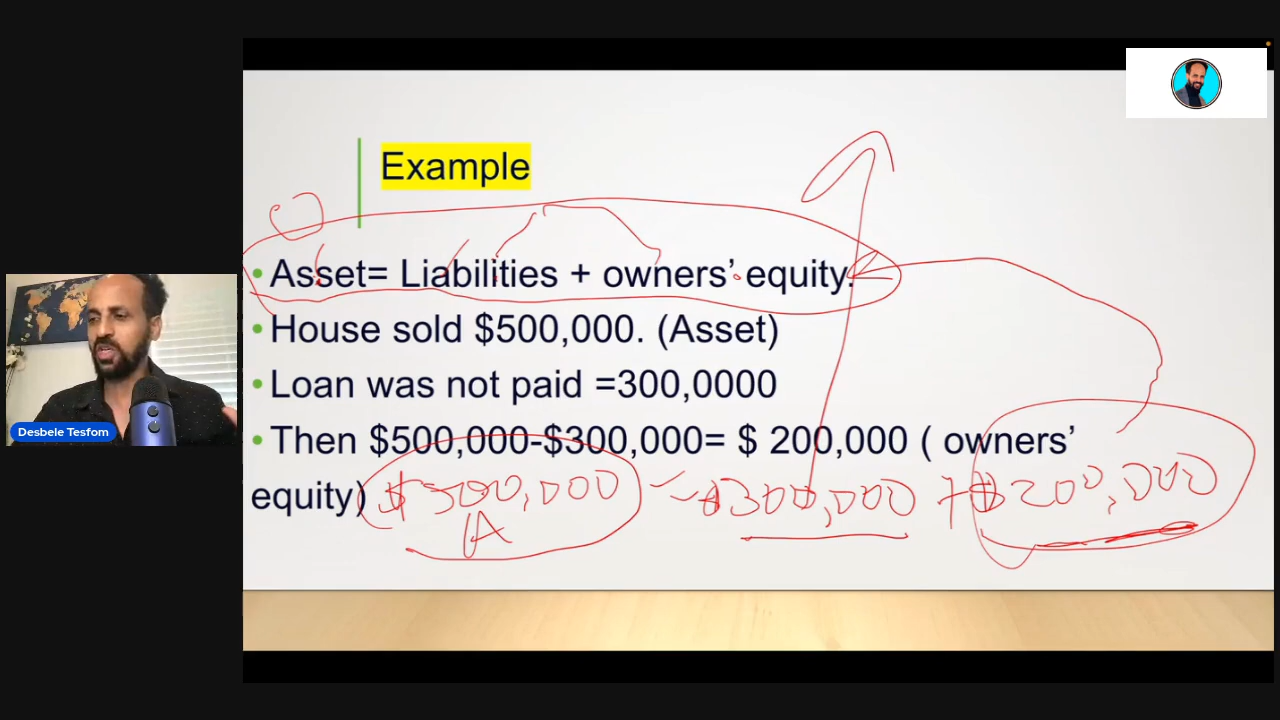 Example
• Asset= Liabilities + owners’ equity.
• House sold $500,000. (Asset)
• Loan was not paid =300,0000
• Then $500,000-$300,000= $ 200,000 ( owners’
equity) $500,000 = $300,000 + $200,000
A
Desbele Tesfom